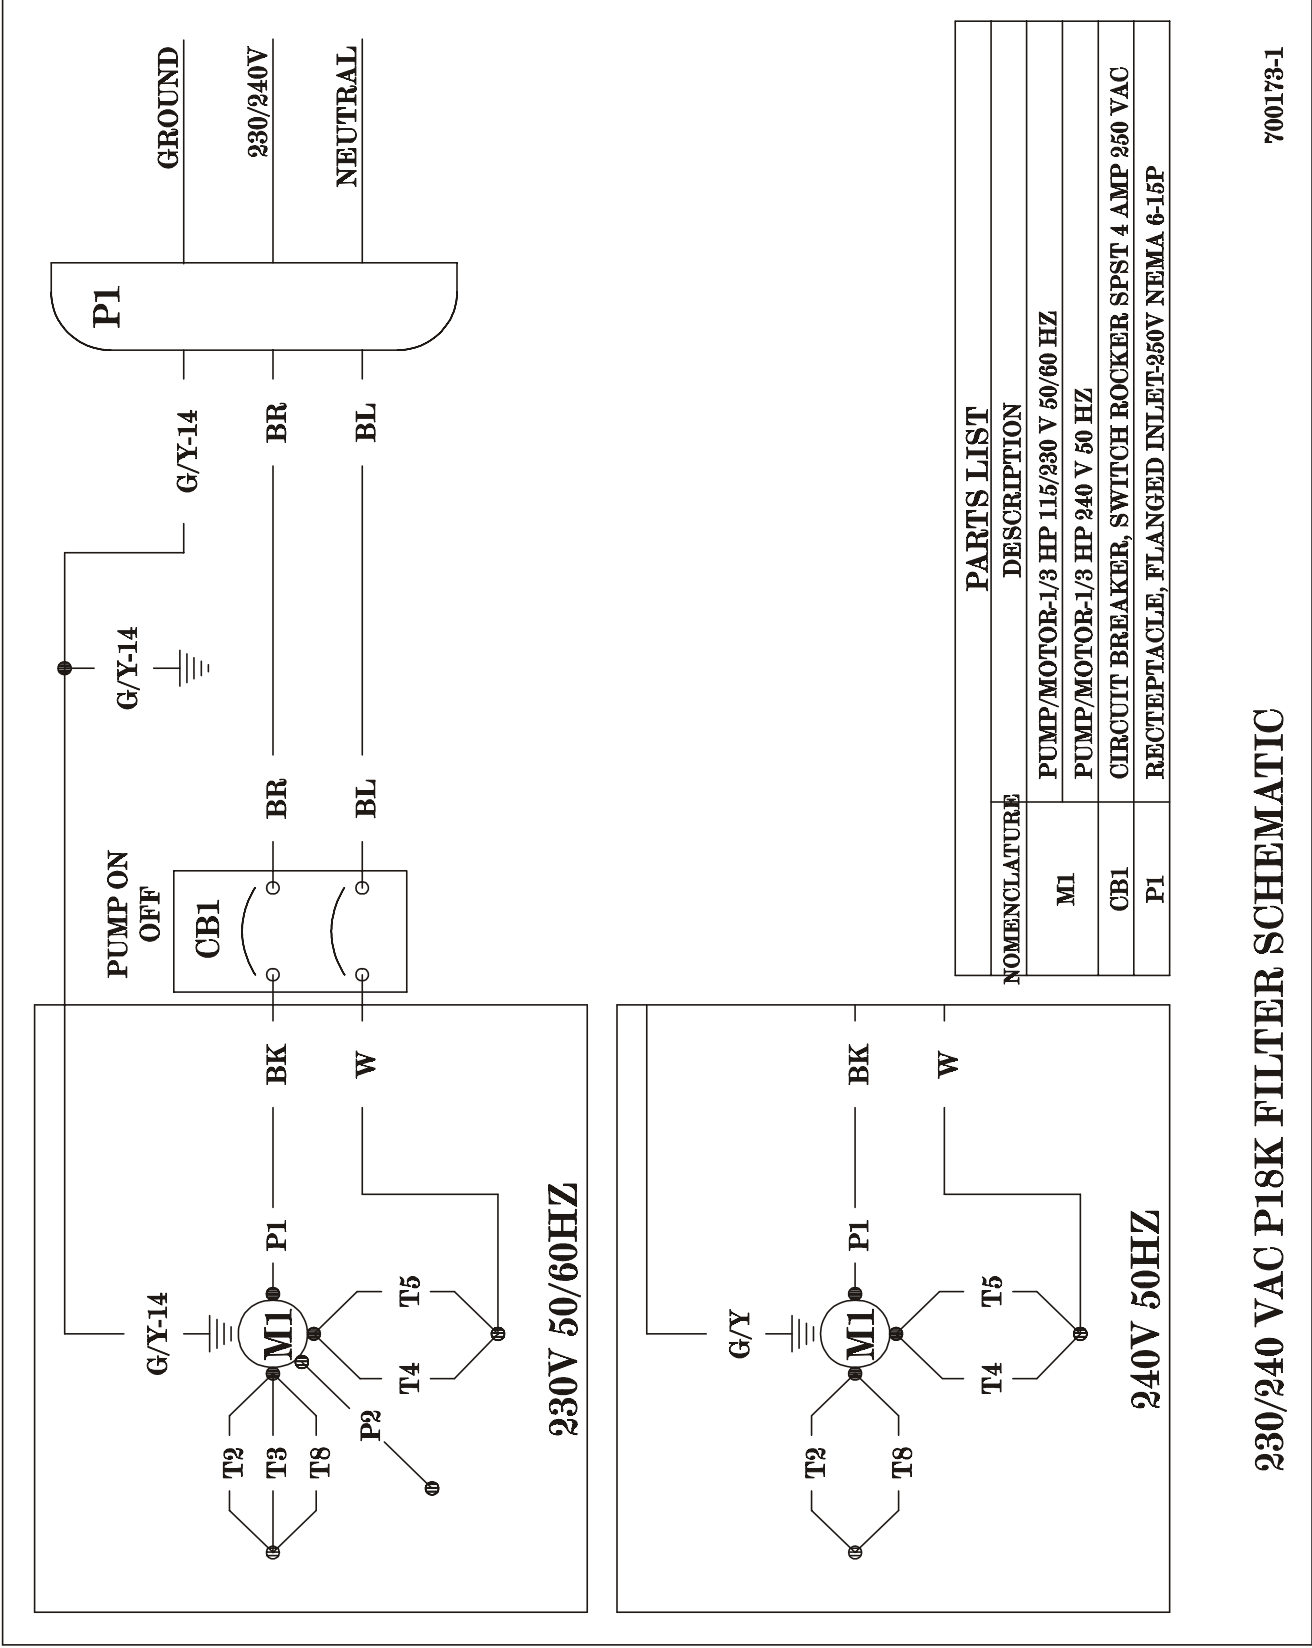 GROUND
230/240V
NEUTRAL
P1
G/Y-14
BR
BL
G/Y-14
BR
BL
PUMP ON
OFF
CB1
BK
W
P1
G/Y-14
M1
T5
T4
P2
T2
T3
T8
230V 50/60HZ
BK
W
P1
G/Y
M1
T5
T4
T2
T8
240V 50HZ
PARTS LIST
NOMENCLATURE DESCRIPTION
M1 PUMP/MOTOR-1/3 HP 115/230 V 50/60 HZ
PUMP/MOTOR-1/3 HP 240 V 50 HZ
CB1 CIRCUIT BREAKER, SWITCH ROCKER SPST 4 AMP 250 VAC
P1 RECTEPTACLE, FLANGED INLET-250V NEMA 6-15P
230/240 VAC P18K FILTER SCHEMATIC
700173-1